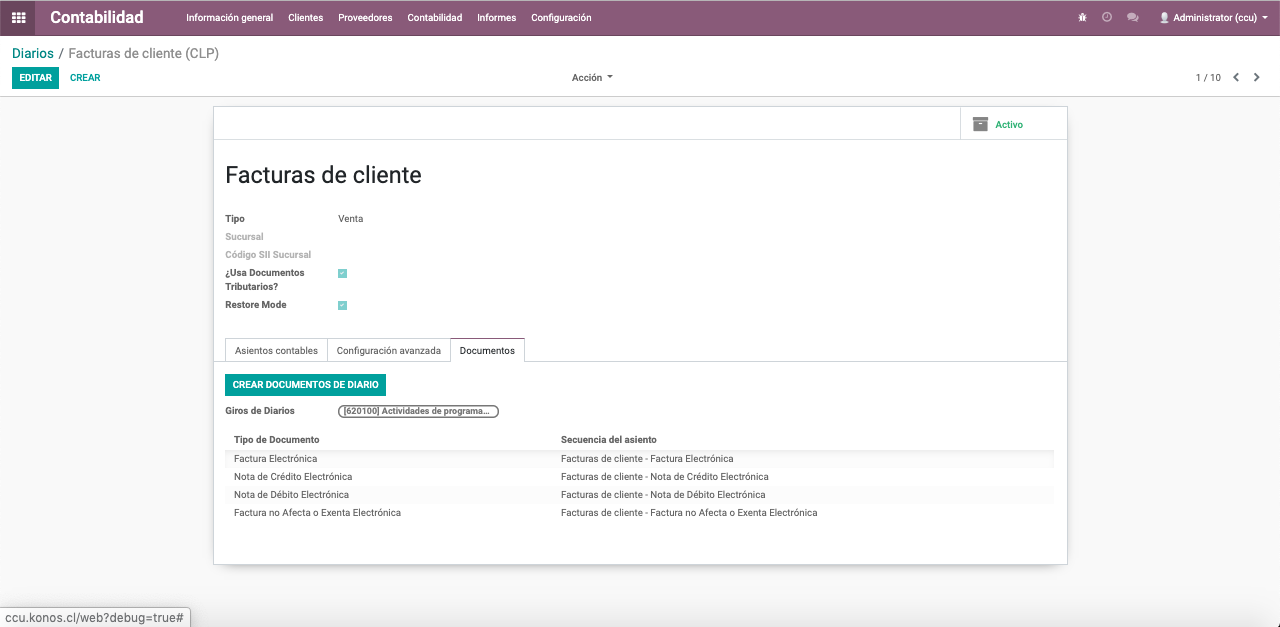 Contabilidad Información general Clientes Proveedores Contabilidad Informes Configuración Administrator (ccu)
Diarios / Facturas de cliente (CLP)
EDITAR CREAR Acción 1 / 10
Activo
Facturas de cliente
Tipo Venta
Sucursal
Código SII Sucursal
¿Usa Documentos
Tributarios?
Restore Mode
Asientos contables Configuración avanzada Documentos
CREAR DOCUMENTOS DE DIARIO
Giros de Diarios [620100] Actividades de programa...
Tipo de Documento Secuencia del asiento
Factura Electrónica Facturas de cliente - Factura Electrónica
Nota de Crédito Electrónica Facturas de cliente - Nota de Crédito Electrónica
Nota de Débito Electrónica Facturas de cliente - Nota de Débito Electrónica
Factura no Afecta o Exenta Electrónica Facturas de cliente - Factura no Afecta o Exenta Electrónica
ccu.konos.cl/web?debug=true#